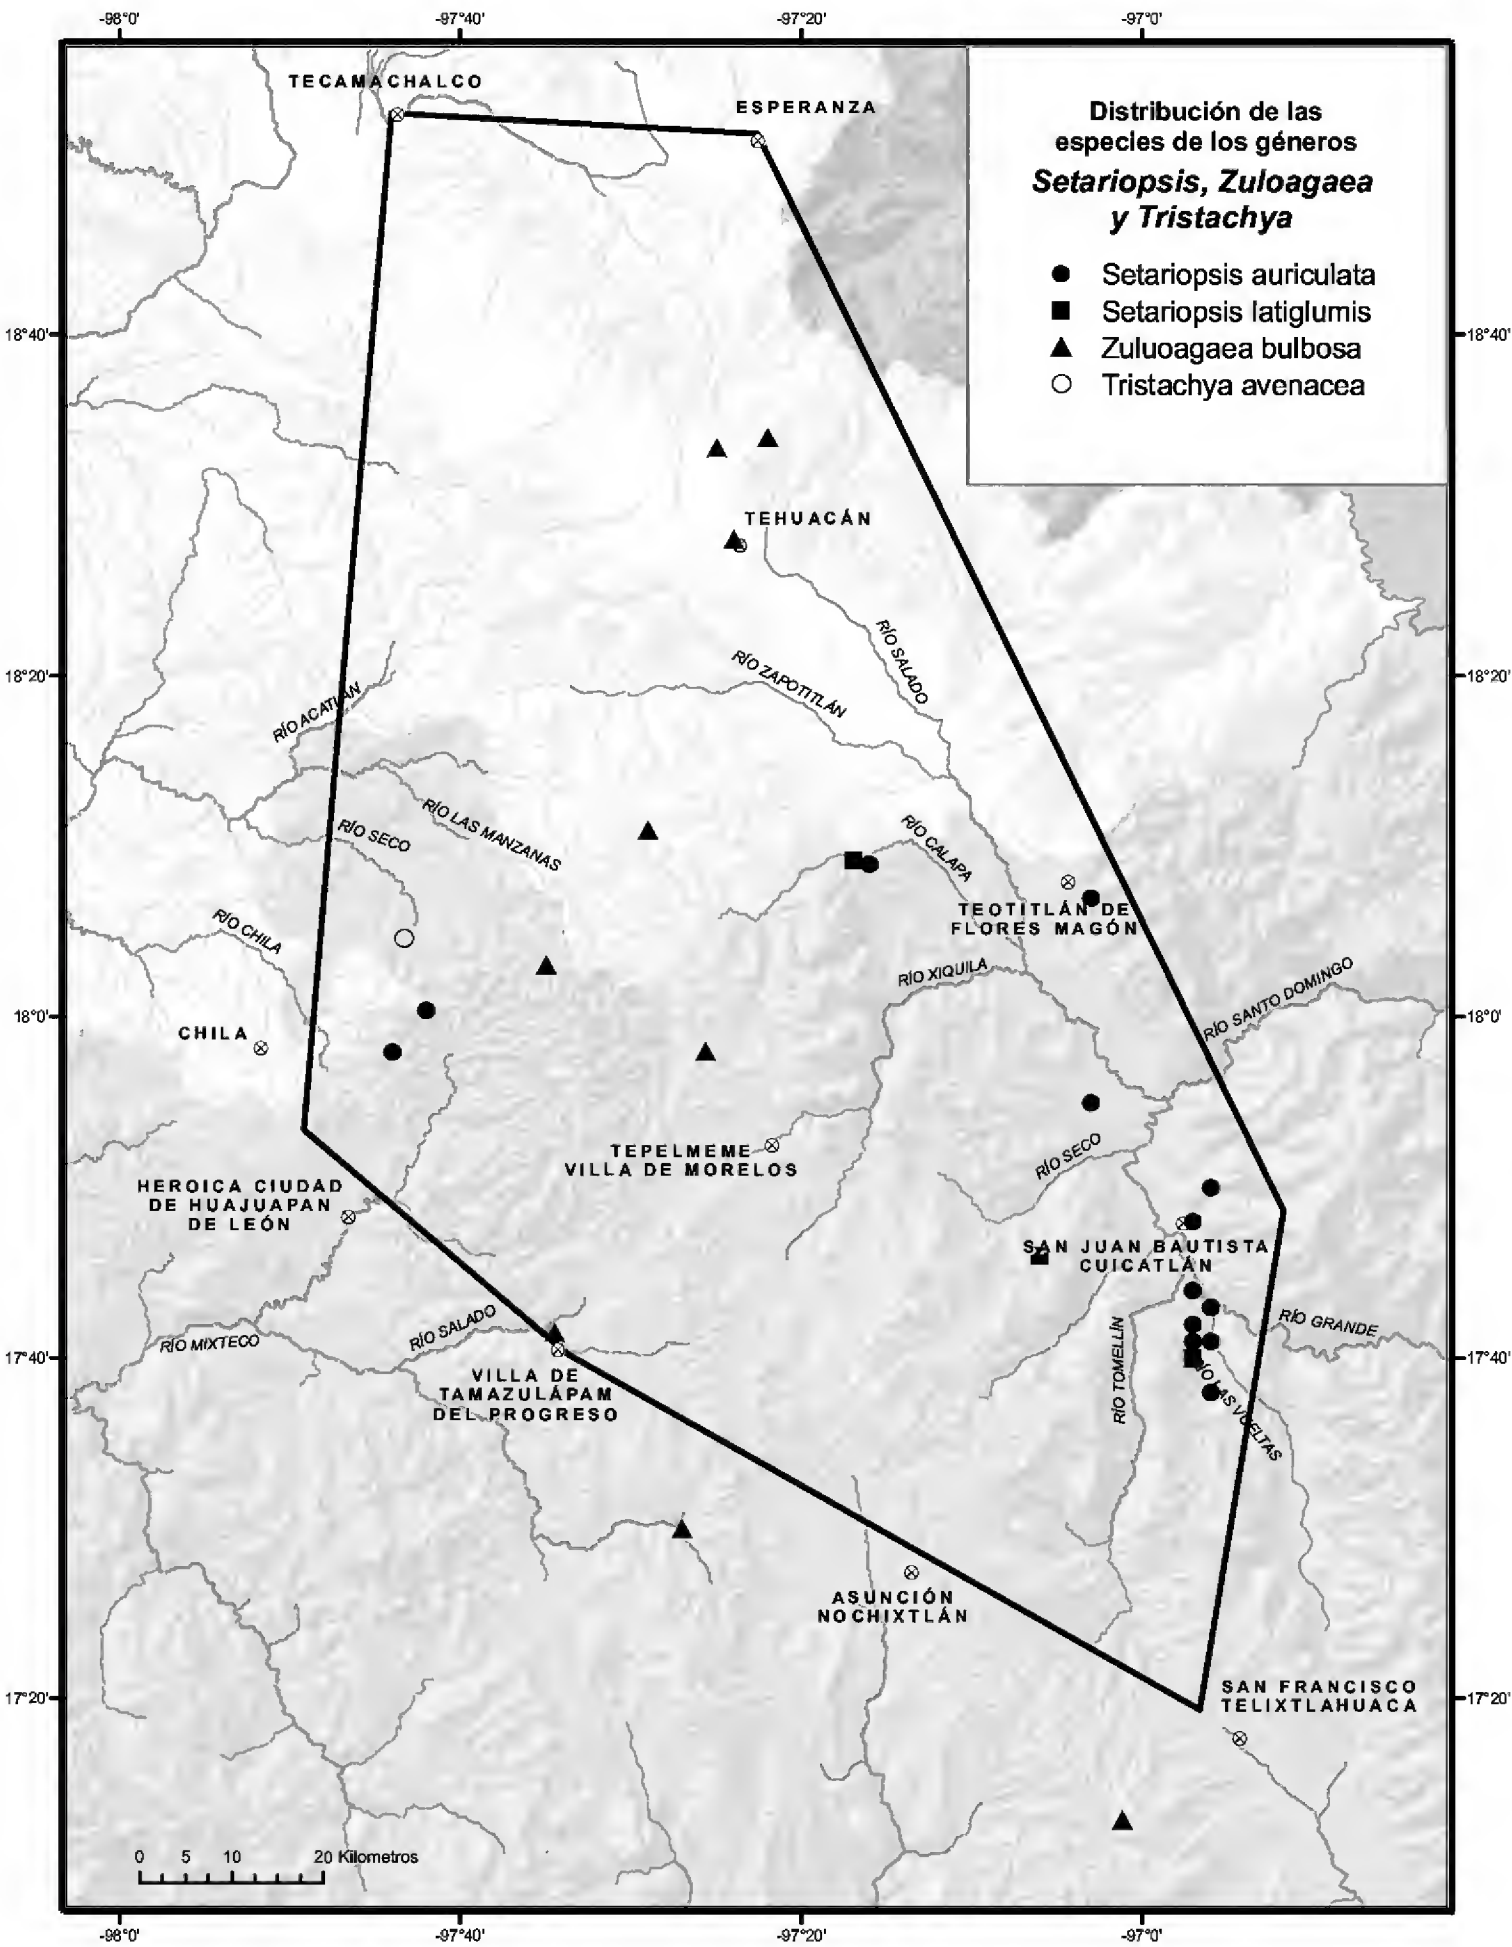 -98°0'
-97°40'
-97°20'
-97°0'
TECAMACHALCO
ESPERANZA
Distribución de las
especies de los géneros
Setariopsis, Zuloagaea
y Tristachya
Setariopsis auriculata
Setariopsis latiglumis
Zuluoagaea bulbosa
Tristachya avenacea
18°40'
18°40'
TEHUACÁN
RÍO SALADO
18°20'
18°20'
RÍO ZAPOTITLÁN
RÍO ACATLÁN
RÍO LAS MANZANAS
RÍO SECO
RÍO CALAPA
TEOTITLÁN DE
FLORES MAGÓN
RÍO CHILA
RÍO XIQUILA
RÍO SANTO DOMINGO
18°0'
18°0'
CHILA
TEPELMEME
VILLA DE MORELOS
RÍO SECO
HEROICA CIUDAD
DE HUAJUAPAN
DE LEÓN
SAN JUAN BAUTISTA
CUICATLÁN
RÍO SALADO
RÍO MIXTECO
RÍO GRANDE
17°40'
17°40'
RÍO TOMELLÍN
RÍO LAS VUELTAS
VILLA DE
TAMAZULÁPAM
DEL PROGRESO
ASUNCIÓN
NOCHIXTLÁN
17°20'
17°20'
SAN FRANCISCO
TELIXTLAHUACA
0 5 10 20 Kilometros
-98°0'
-97°40'
-97°20'
-97°0'